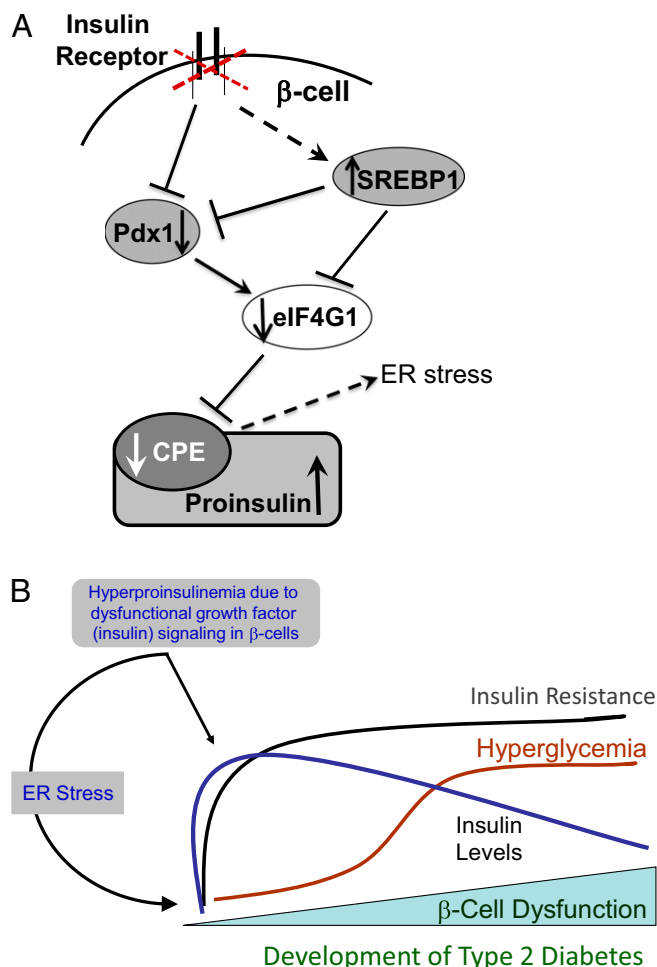 A
Insulin
Receptor
β-cell
SREBP1
Pdx1
eIF4G1
ER stress
CPE
Proinsulin
B
Hyperproinsulinemia due to
dysfunctional growth factor
(insulin) signaling in β-cells
Insulin Resistance
Hyperglycemia
ER Stress
Insulin
Levels
β-Cell Dysfunction
Development of Type 2 Diabetes